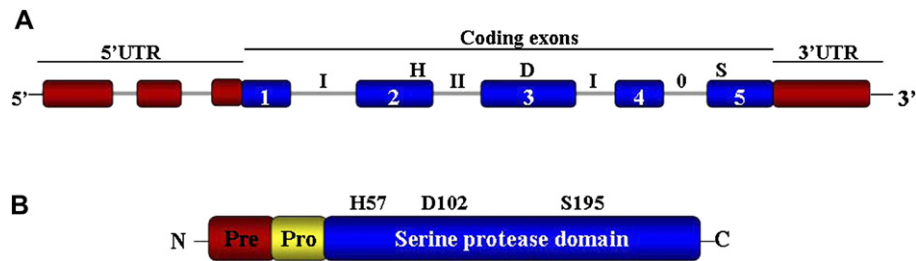 A
Coding exons
5'UTR 3'UTR
H D S
I II I 0
5' 1 2 3 4 5 3'
B
H57 D102 S195
N Pre Pro Serine protease domain C